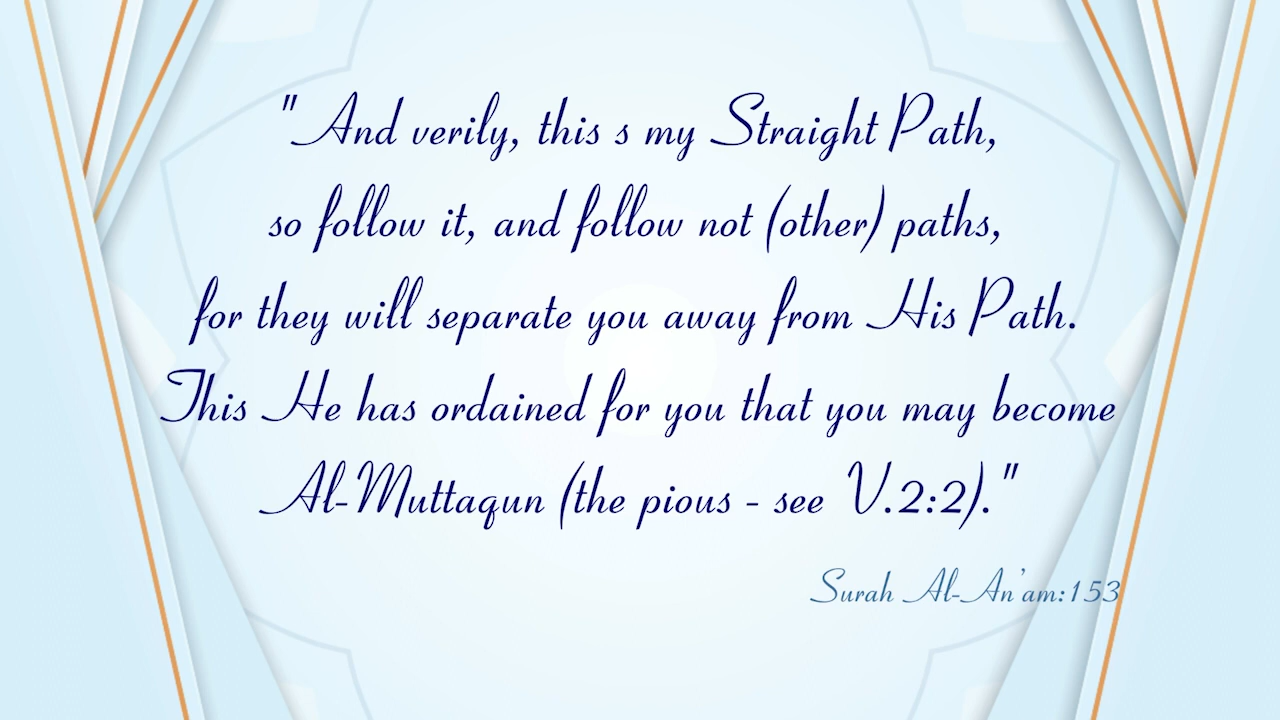 "And verily, this s my Straight Path,
so follow it, and follow not (other) paths,
for they will separate you away from His Path.
This He has ordained for you that you may become
Al-Muttaqun (the pious - see V.2:2)."
Surah Al-An'am:153